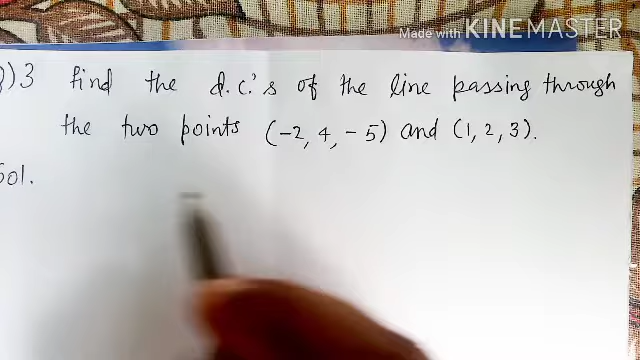 Made with KINEMASTER
)3 find the d.c.'s of the line passing through
the two points (-2, 4, -5) and (1, 2, 3).
Sol.